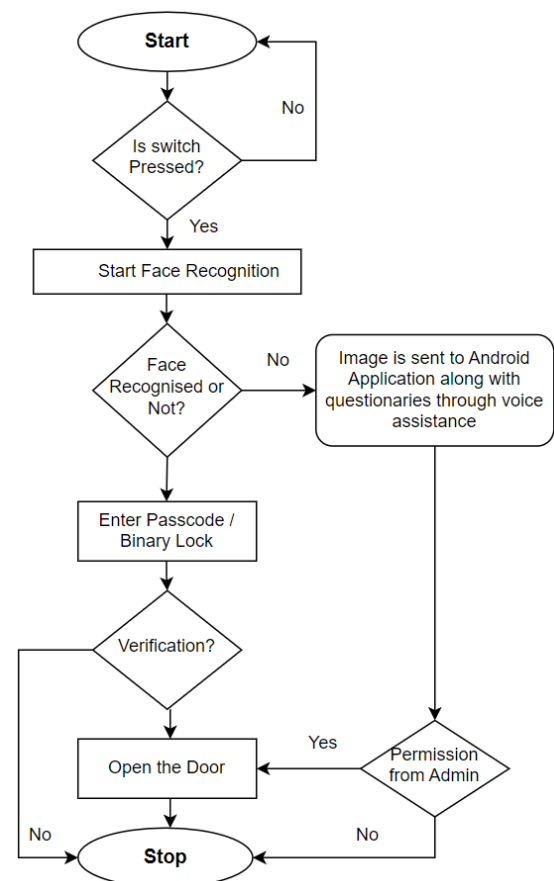 Start
No
Is switch
Pressed?
Yes
Start Face Recognition
Face
Recognised or
Not?
No
Image is sent to Android
Application along with
questionaries through voice
assistance
Enter Passcode /
Binary Lock
Verification?
Open the Door
Yes
Permission
from Admin
No
No
Stop